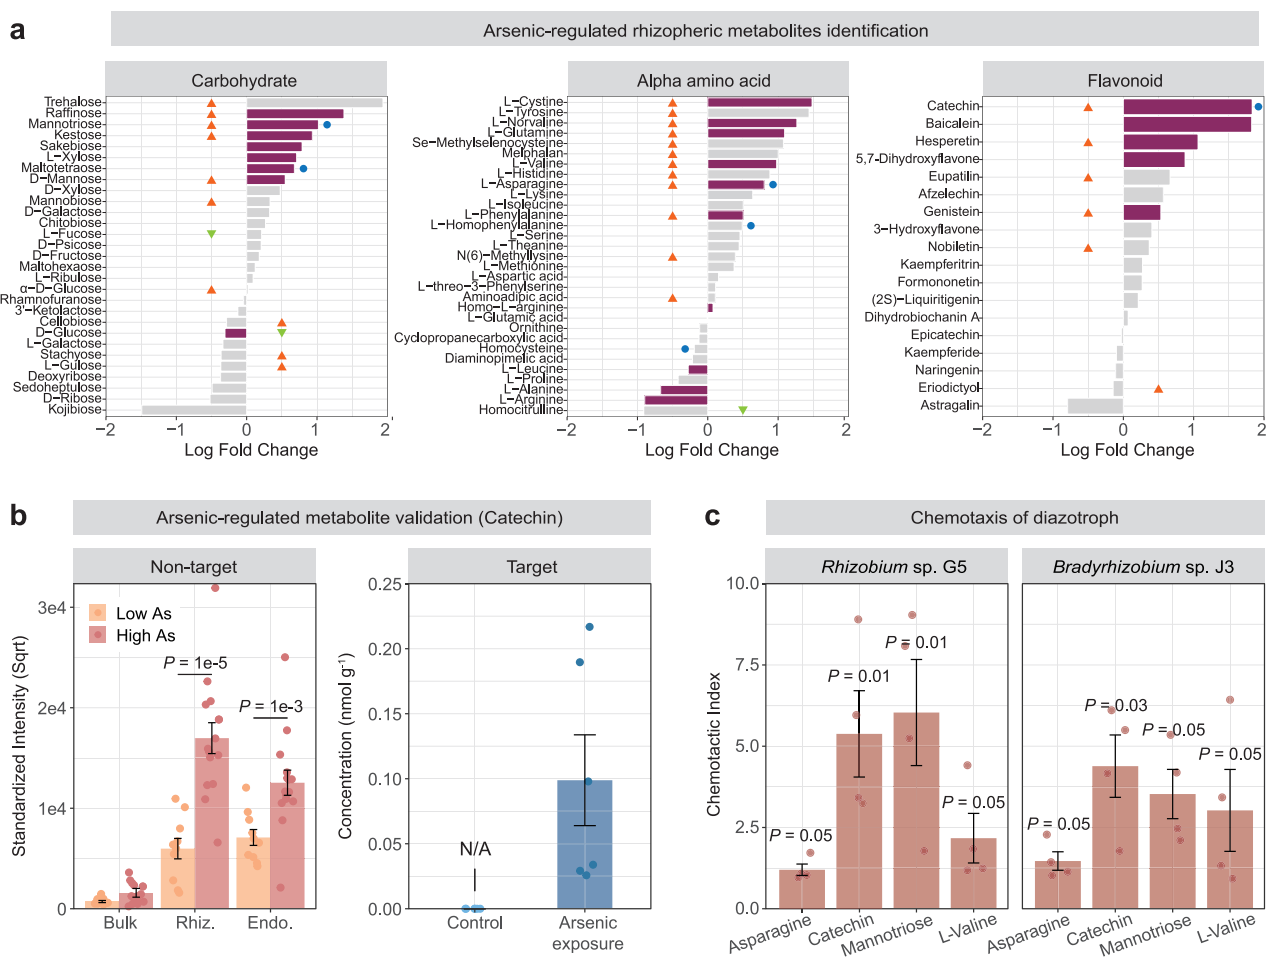 a
Arsenic-regulated rhizopheric metabolites identification
Carbohydrate
Trehalose
Raffinose
Mannotriose
Kestose
Sakebiose
L−Xylose
Maltotetraose
D−Mannose
D−Xylose
Mannobiose
D−Galactose
Chitobiose
L−Fucose
D−Psicose
D−Fructose
Maltohexaose
L−Ribulose
α−D−Glucose
Rhamnofuranose
3'−Ketolactose
Cellobiose
D−Glucose
L−Galactose
Stachyose
L−Gulose
Deoxyribose
Sedoheptulose
D−Ribose
Kojibiose
−2 −1 0 1 2
Log Fold Change
Alpha amino acid
L−Cystine
L−Tyrosine
L−Norvaline
L−Glutamine
Se−Methylselenocysteine
Melphalan
L−Valine
L−Histidine
L−Asparagine
L−Lysine
L−Isoleucine
L−Phenylalanine
L−Homophenylalanine
L−Serine
L−Theanine
N(6)−Methyllysine
L−Methionine
L−Aspartic acid
L−threo−3−Phenylserine
Aminoadipic acid
Homo−L−arginine
L−Glutamic acid
Ornithine
Cyclopropanecarboxylic acid
Homocysteine
Diaminopimelic acid
L−Leucine
L−Proline
L−Alanine
L−Arginine
Homocitrulline
−2 −1 0 1 2
Log Fold Change
Flavonoid
Catechin
Baicalein
Hesperetin
5,7−Dihydroxyflavone
Eupatilin
Afzelechin
Genistein
3−Hydroxyflavone
Nobiletin
Kaempferitrin
Formononetin
(2S)−Liquiritigenin
Dihydrobiochanin A
Epicatechin
Kaempferide
Naringenin
Eriodictyol
Astragalin
−2 −1 0 1 2
Log Fold Change
b
Arsenic-regulated metabolite validation (Catechin)
Non-target
Standardized Intensity (Sqrt)
3e4
2e4
1e4
0
Low As
High As
P = 1e-5
P = 1e-3
Bulk Rhiz. Endo.
Target
Concentration (nmol g⁻¹)
0.25
0.20
0.15
0.10
0.05
0.00
N/A
Control
Arsenic
exposure
c
Chemotaxis of diazotroph
Rhizobium sp. G5
Chemotactic Index
10.0
7.5
5.0
2.5
0.0
P = 0.05
P = 0.01
P = 0.01
P = 0.05
Asparagine
Catechin
Mannotriose
L-Valine
Bradyrhizobium sp. J3
P = 0.05
P = 0.03
P = 0.05
P = 0.05
Asparagine
Catechin
Mannotriose
L-Valine